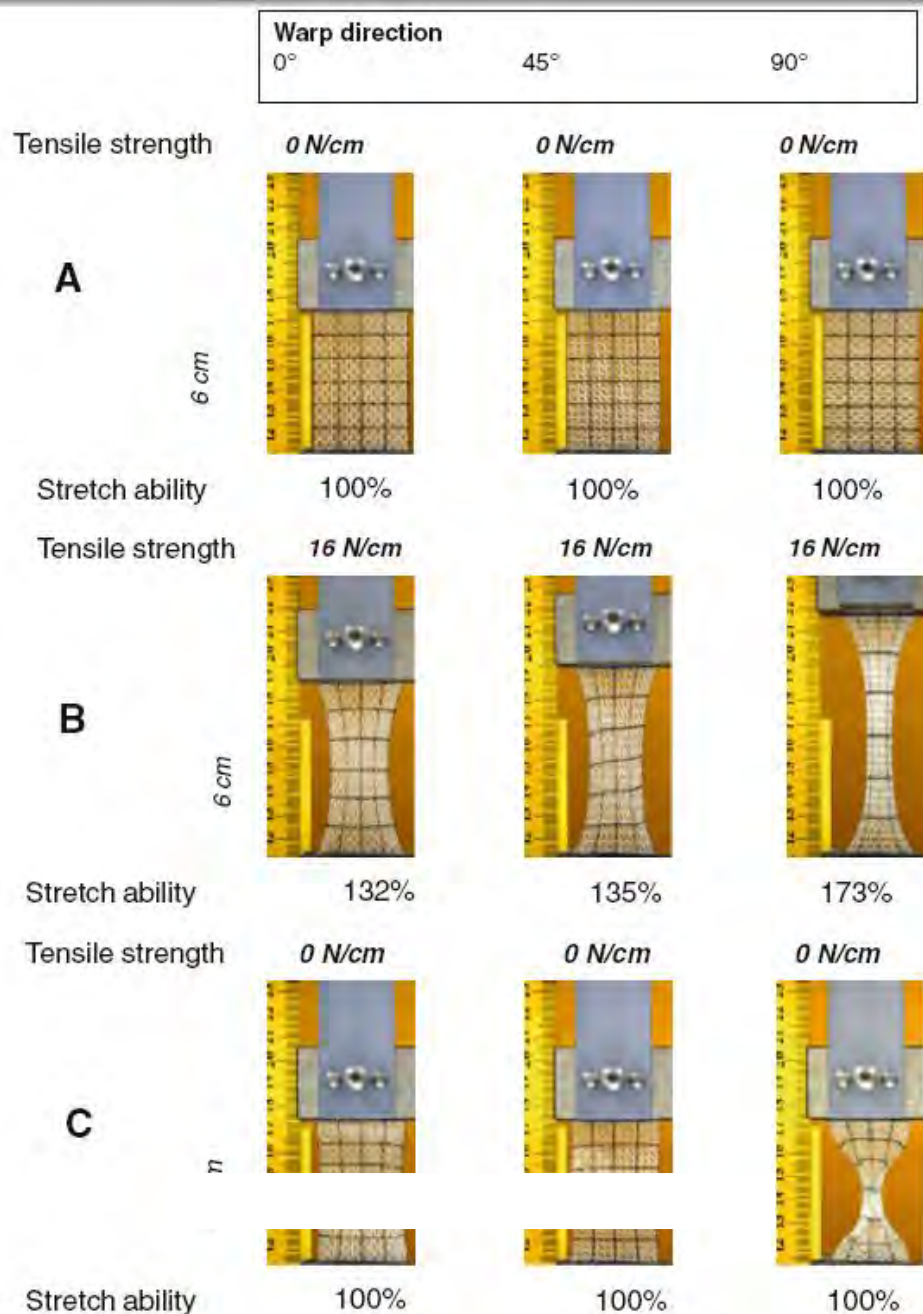 Warp direction
0° 45° 90°
Tensile strength 0 N/cm 0 N/cm 0 N/cm
A
6 cm
Stretch ability 100% 100% 100%
Tensile strength 16 N/cm 16 N/cm 16 N/cm
B
6 cm
Stretch ability 132% 135% 173%
Tensile strength 0 N/cm 0 N/cm 0 N/cm
C
Stretch ability 100% 100% 100%